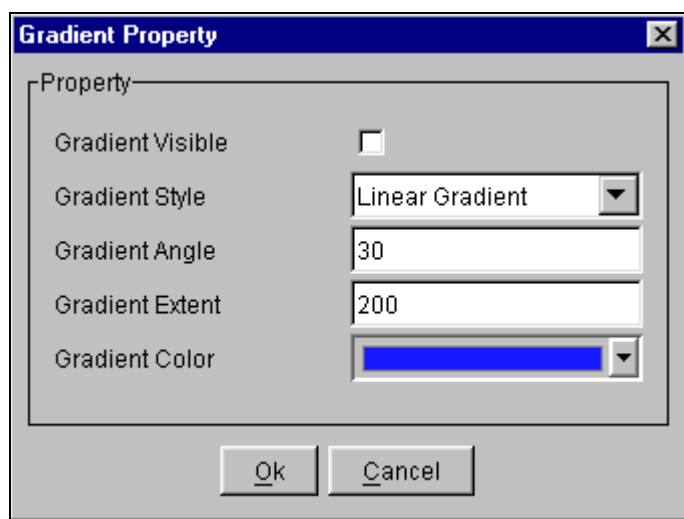 Gradient Property
Property
Gradient Visible
Gradient Style Linear Gradient
Gradient Angle 30
Gradient Extent 200
Gradient Color
Ok Cancel